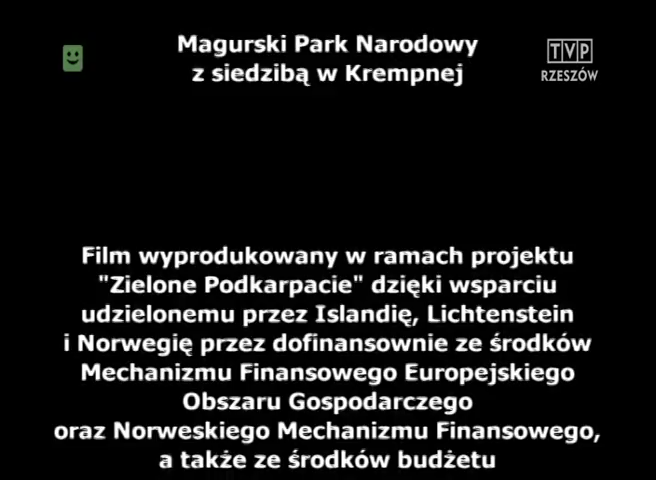 Magurski Park Narodowy
z siedzibą w Krempnej
TVP
RZESZÓW
Film wyprodukowany w ramach projektu
"Zielone Podkarpacie" dzięki wsparciu
udzielonemu przez Islandię, Lichtenstein
i Norwegię przez dofinansownie ze środków
Mechanizmu Finansowego Europejskiego
Obszaru Gospodarczego
oraz Norweskiego Mechanizmu Finansowego,
a także ze środków budżetu